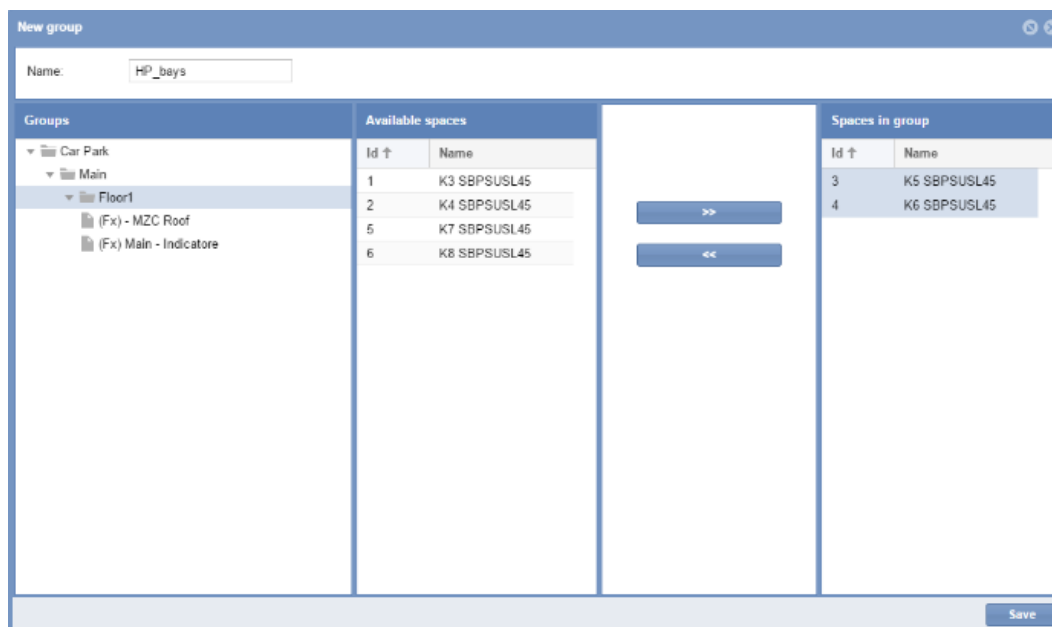 New group
Name: HP_bays
Groups
Car Park
Main
Floor1
(Fx) - MZC Roof
(Fx) Main - Indicatore
Available spaces
Id Name
1 K3 SBPSUSL45
2 K4 SBPSUSL45
5 K7 SBPSUSL45
6 K8 SBPSUSL45
>>
<<
Spaces in group
Id Name
3 K5 SBPSUSL45
4 K6 SBPSUSL45
Save